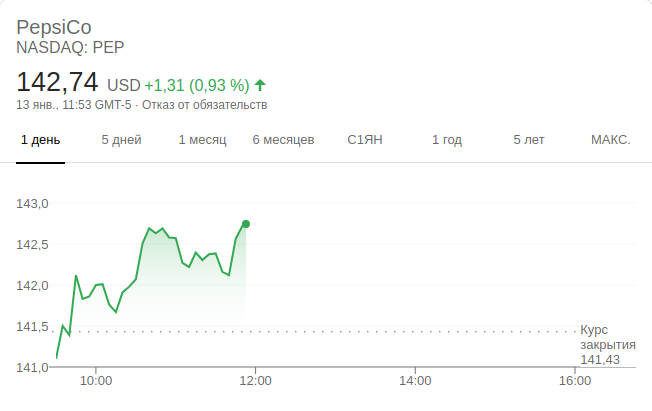 PepsiCo
NASDAQ: PEP
142,74 USD +1,31 (0,93 %)
13 янв., 11:53 GMT-5 · Отказ от обязательств
1 день 5 дней 1 месяц 6 месяцев С1ЯН 1 год 5 лет МАКС.
143,0
142,5
142,0
141,5
141,0
Курс
закрытия
141,43
10:00 12:00 14:00 16:00